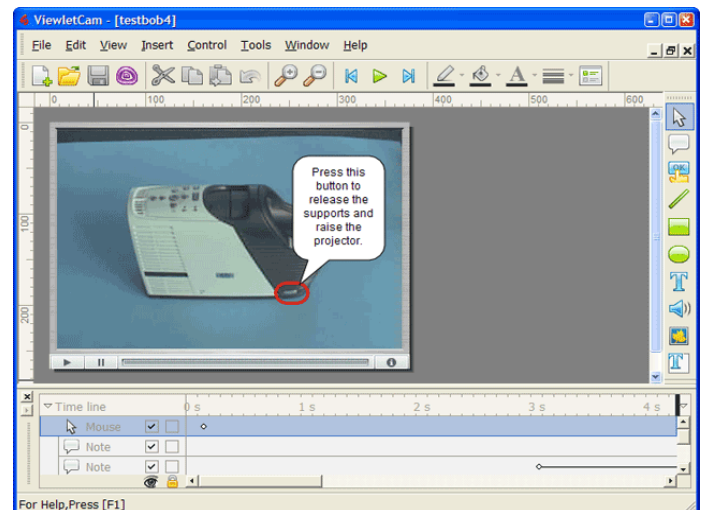 ViewletCam - [testbob4]
File Edit View Insert Control Tools Window Help
0 100 200 300 400 500 600
0
100
200
Press this
button to
release the
supports and
raise the
projector.
OK
T
T
Time line 0 s 1 s 2 s 3 s 4 s
Mouse
Note
Note
For Help,Press [F1]